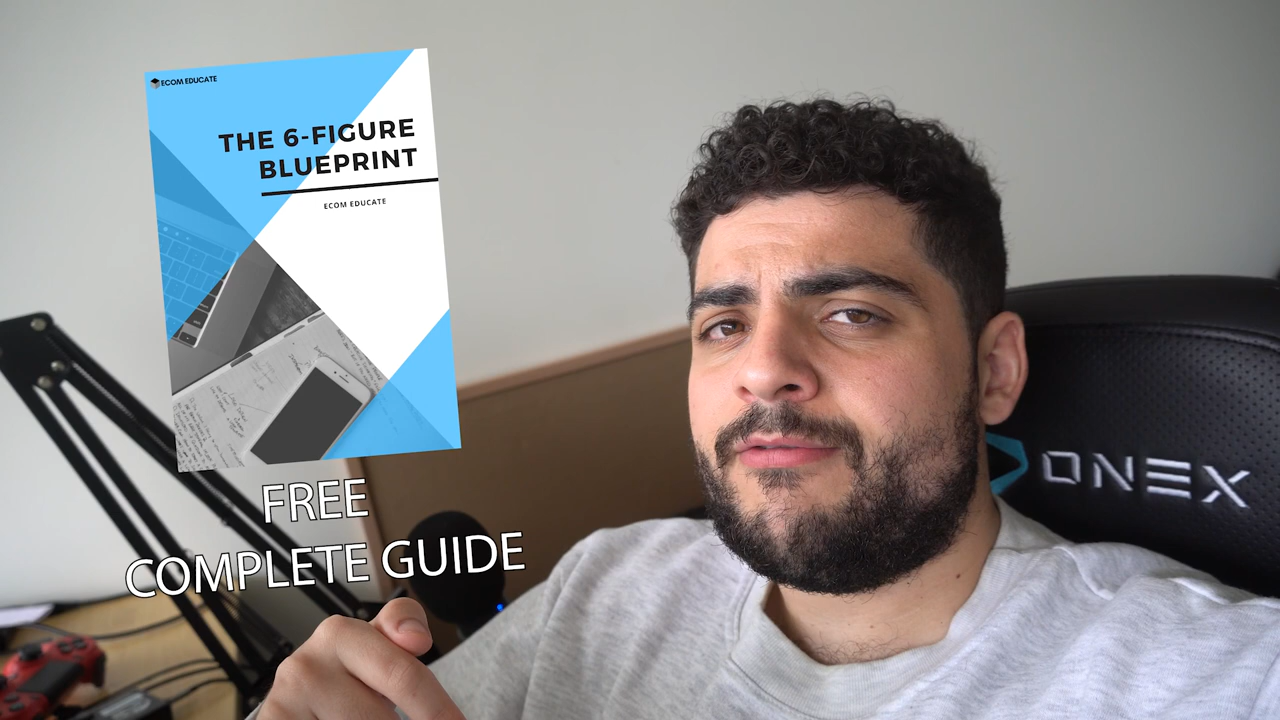 ECOM EDUCATE
THE 6-FIGURE
BLUEPRINT
ECOM EDUCATE
FREE
COMPLETE GUIDE
ONEX